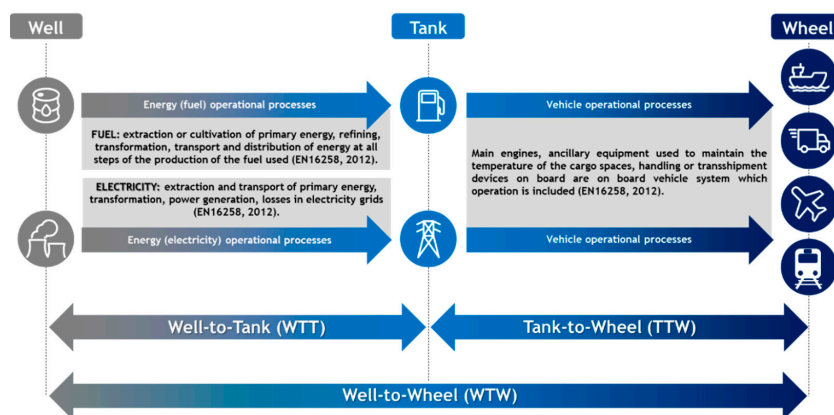 Well
Tank
Wheel
Energy (fuel) operational processes
Vehicle operational processes
FUEL: extraction or cultivation of primary energy, refining,
transformation, transport and distribution of energy at all
steps of the production of the fuel used (EN16258, 2012).
ELECTRICITY: extraction and transport of primary energy,
transformation, power generation, losses in electricity grids
(EN16258, 2012).
Main engines, ancillary equipment used to maintain the
temperature of the cargo spaces, handling or transshipment
devices on board are on board vehicle system which
operation is included (EN16258, 2012).
Energy (electricity) operational processes
Vehicle operational processes
Well-to-Tank (WTT)
Tank-to-Wheel (TTW)
Well-to-Wheel (WTW)